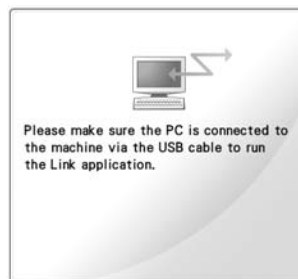 Please make sure the PC is connected to
the machine via the USB cable to run
the Link application.